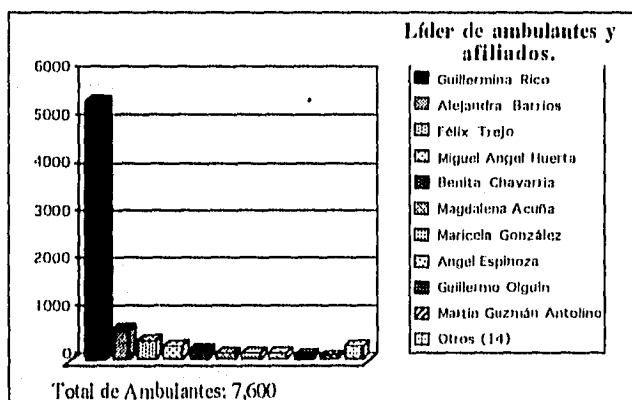 Líder de ambulantes y
afiliados.
6000
5000
4000
3000
2000
1000
0
Guillermina Rico
Alejandra Barrios
Félix Trejo
Miguel Angel Huerta
Benita Chavarria
Magdalena Acuña
Maricela González
Angel Espinoza
Guillermo Olguin
Martín Guzmán Antolino
Otros (14)
Total de Ambulantes: 7,600